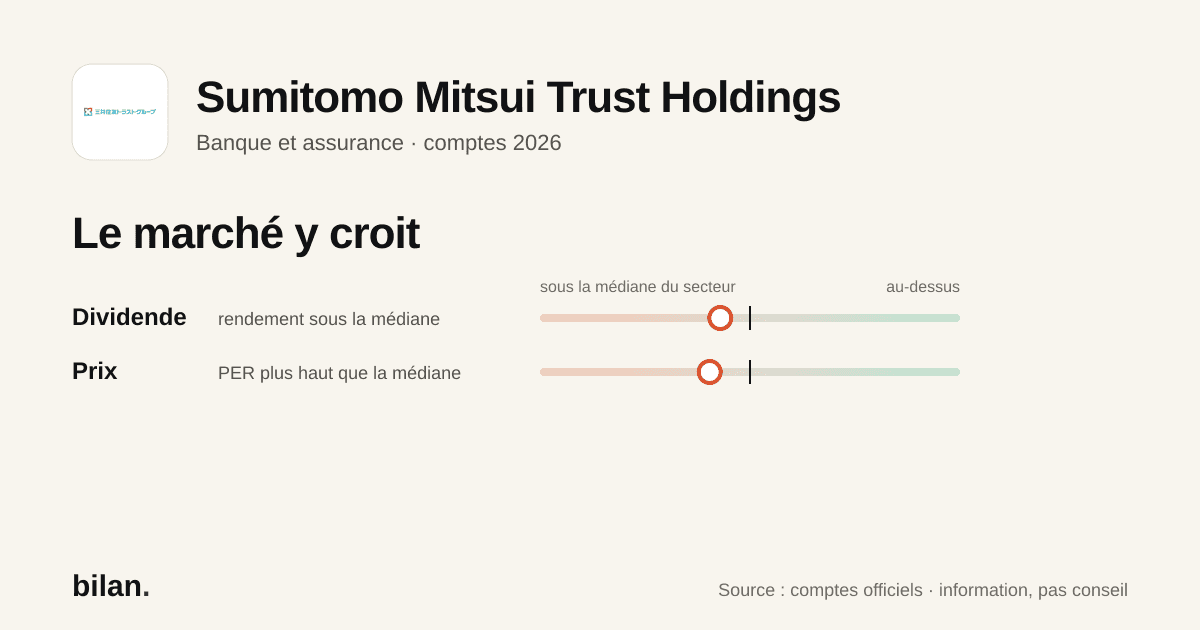 三井住友トラストグループ
Sumitomo Mitsui Trust Holdings
Banque et assurance · comptes 2026
Le marché y croit
sous la médiane du secteur au-dessus
Dividende rendement sous la médiane
Prix PER plus haut que la médiane
bilan.
Source : comptes officiels · information, pas conseil